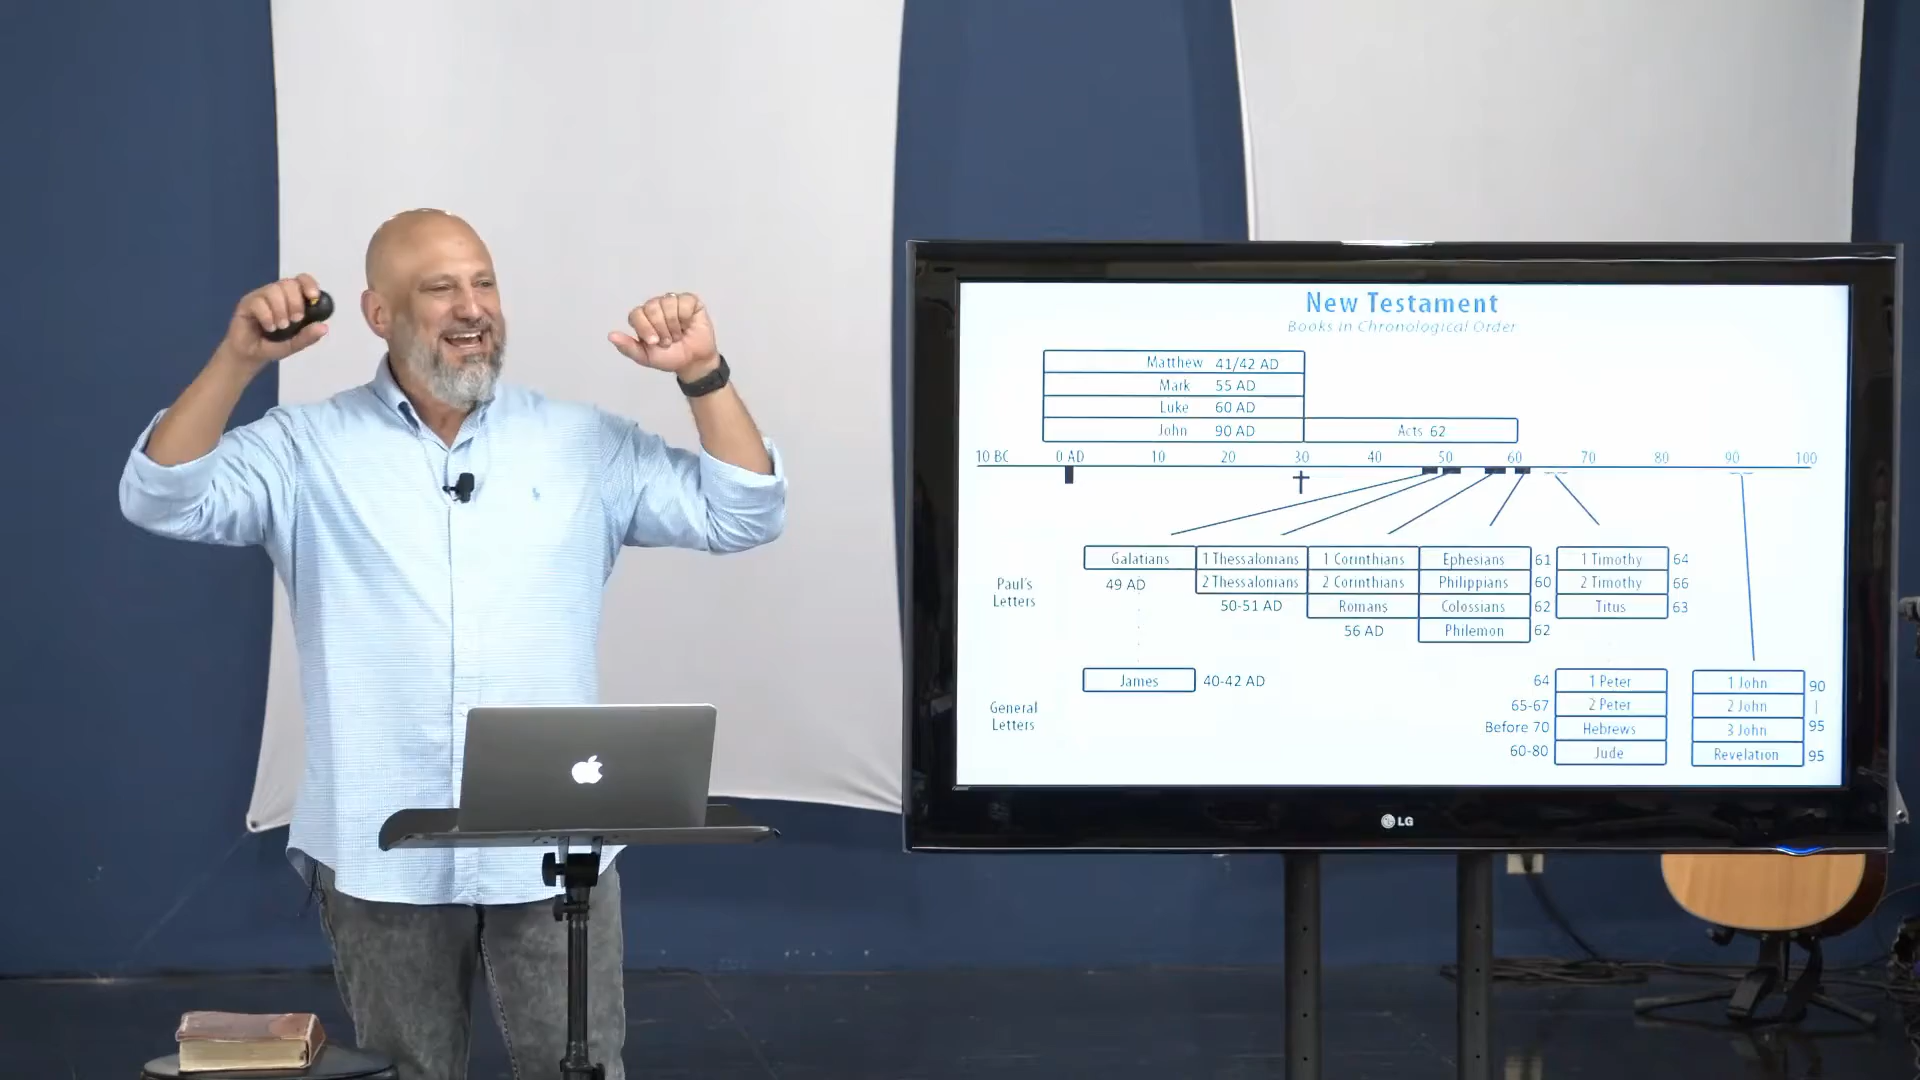 New Testament
Books in Chronological Order
Matthew 41/42 AD
Mark 55 AD
Luke 60 AD
John 90 AD
Acts 62
10 BC 0 AD 10 20 30 40 50 60 70 80 90 100
Paul's Letters
Galatians
49 AD
1 Thessalonians
2 Thessalonians
50-51 AD
1 Corinthians
2 Corinthians
Romans
56 AD
Ephesians 61
Philippians 60
Colossians 62
Philemon 62
1 Timothy 64
2 Timothy 66
Titus 63
General Letters
James 40-42 AD
64 1 Peter
65-67 2 Peter
Before 70 Hebrews
60-80 Jude
1 John 90
2 John |
3 John 95
Revelation 95
LG